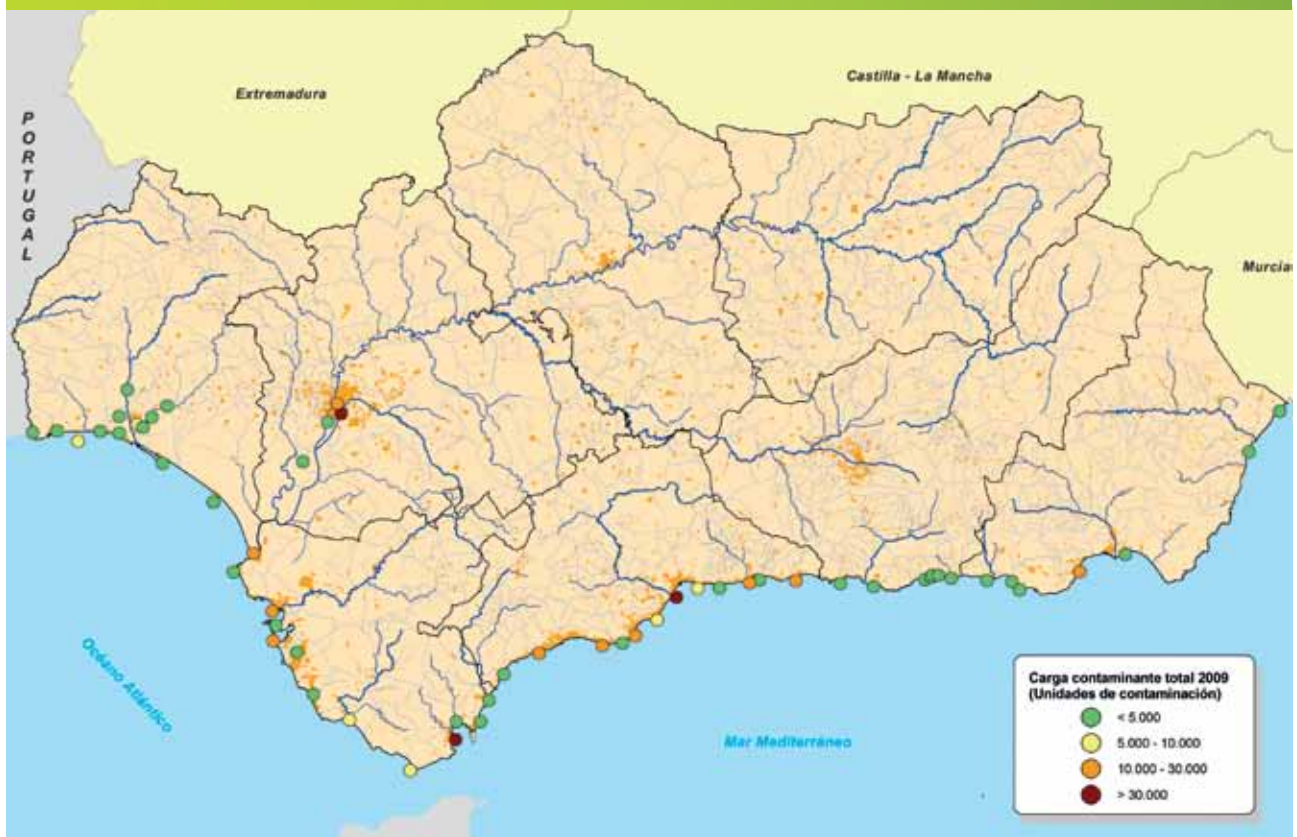 Extremadura
Castilla - La Mancha
PORTUGAL
Murcia
Océano Atlántico
Mar Mediterráneo
Carga contaminante total 2009
(Unidades de contaminación)
< 5.000
5.000 - 10.000
10.000 - 30.000
> 30.000